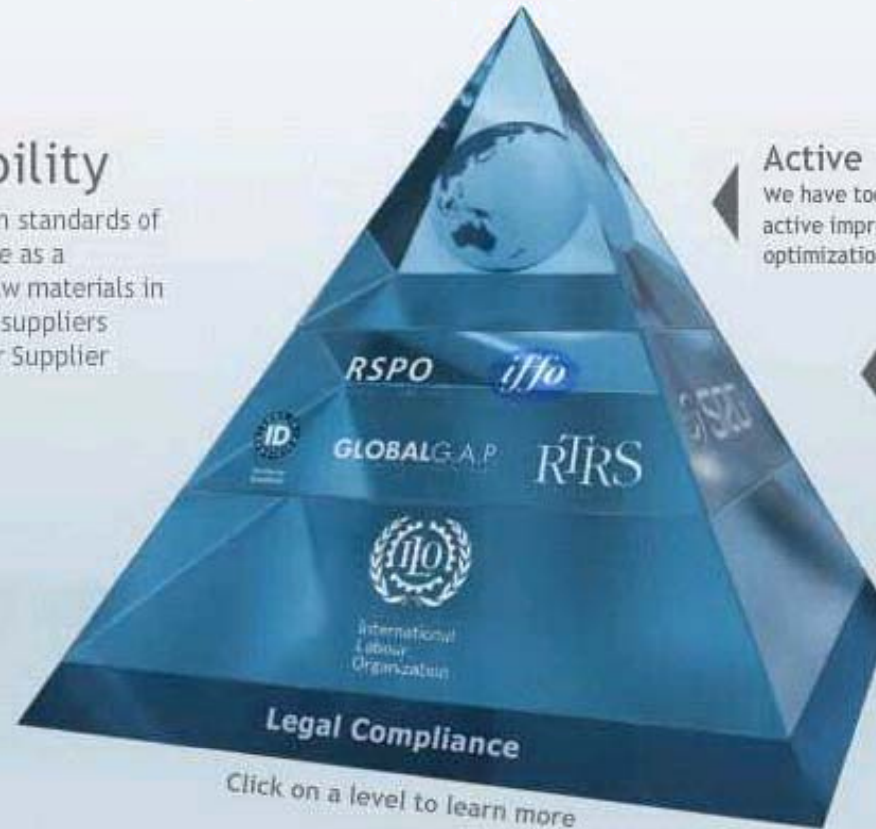 bility
n standards of
e as a
w materials in
suppliers
r Supplier
Active
We have too
active impr
optimizatio
RSPO iffo
ID
GLOBALG.A.P
RTRS
ILO
International
Labour
Organization
Legal Compliance
Click on a level to learn more